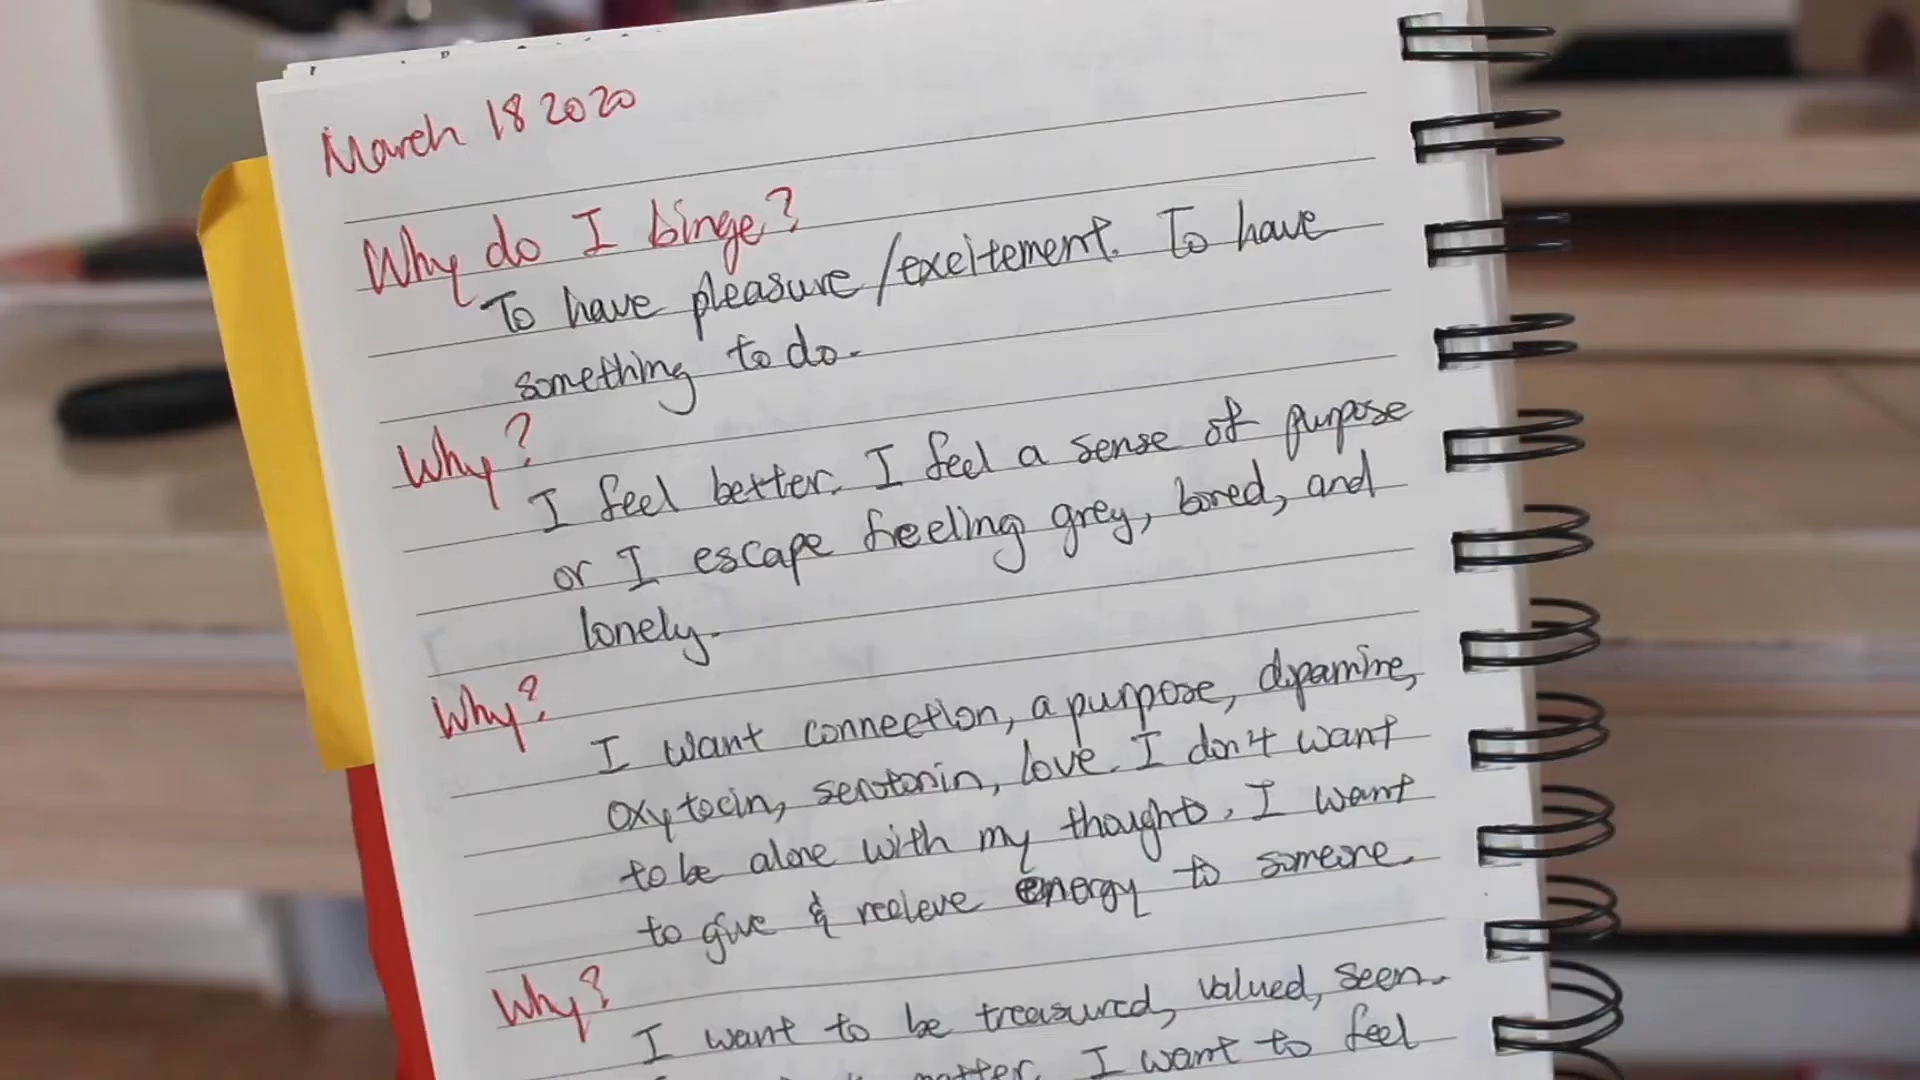 March 18 2020
Why do I binge?
To have pleasure/excitement. To have
something to do.
Why?
I feel better. I feel a sense of purpose
or I escape freeling grey, bored, and
lonely.
Why?
I want connection, a purpose, dopamine,
oxytocin, serotonin, love. I don't want
to be alone with my thoughts. I want
to give & recieve energy to someone.
Why?
I want to be treasured, valued, seen.
matter. I want to feel